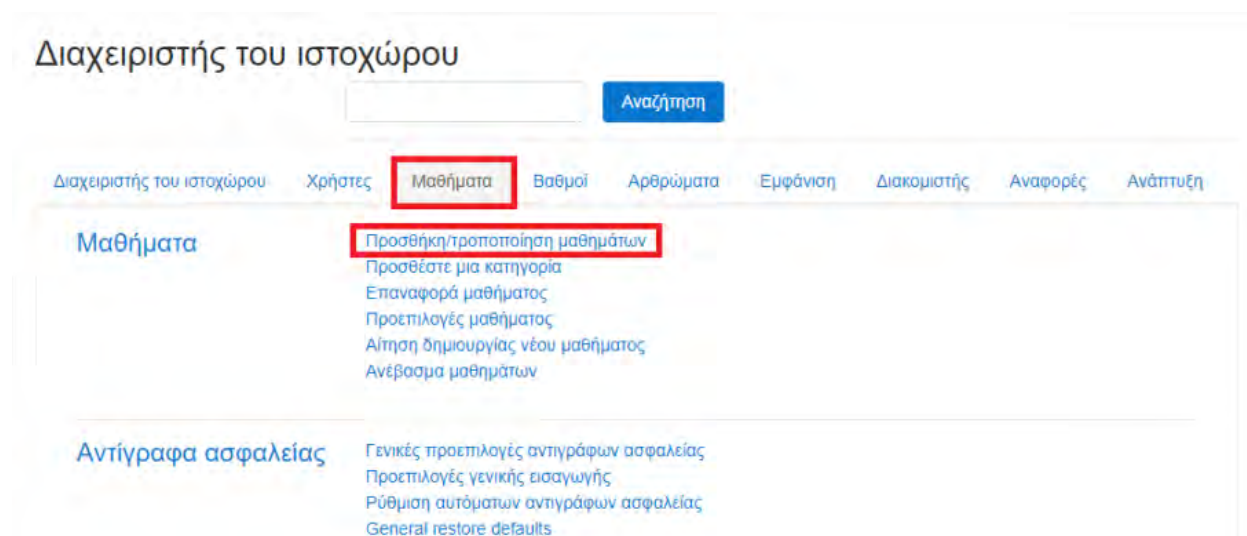 Διαχειριστής του ιστοχώρου
Αναζήτηση
Διαχειριστής του ιστοχώρου Χρήστες Μαθήματα Βαθμοί Αρθρώματα Εμφάνιση Διακομιστής Αναφορές Ανάπτυξη
Μαθήματα
Προσθήκη/τροποποίηση μαθημάτων
Προσθέστε μια κατηγορία
Επαναφορά μαθήματος
Προεπιλογές μαθήματος
Αίτηση δημιουργίας νέου μαθήματος
Ανέβασμα μαθημάτων
Αντίγραφα ασφαλείας
Γενικές προεπιλογές αντιγράφων ασφαλείας
Προεπιλογές γενικής εισαγωγής
Ρύθμιση αυτόματων αντιγράφων ασφαλείας
General restore defaults